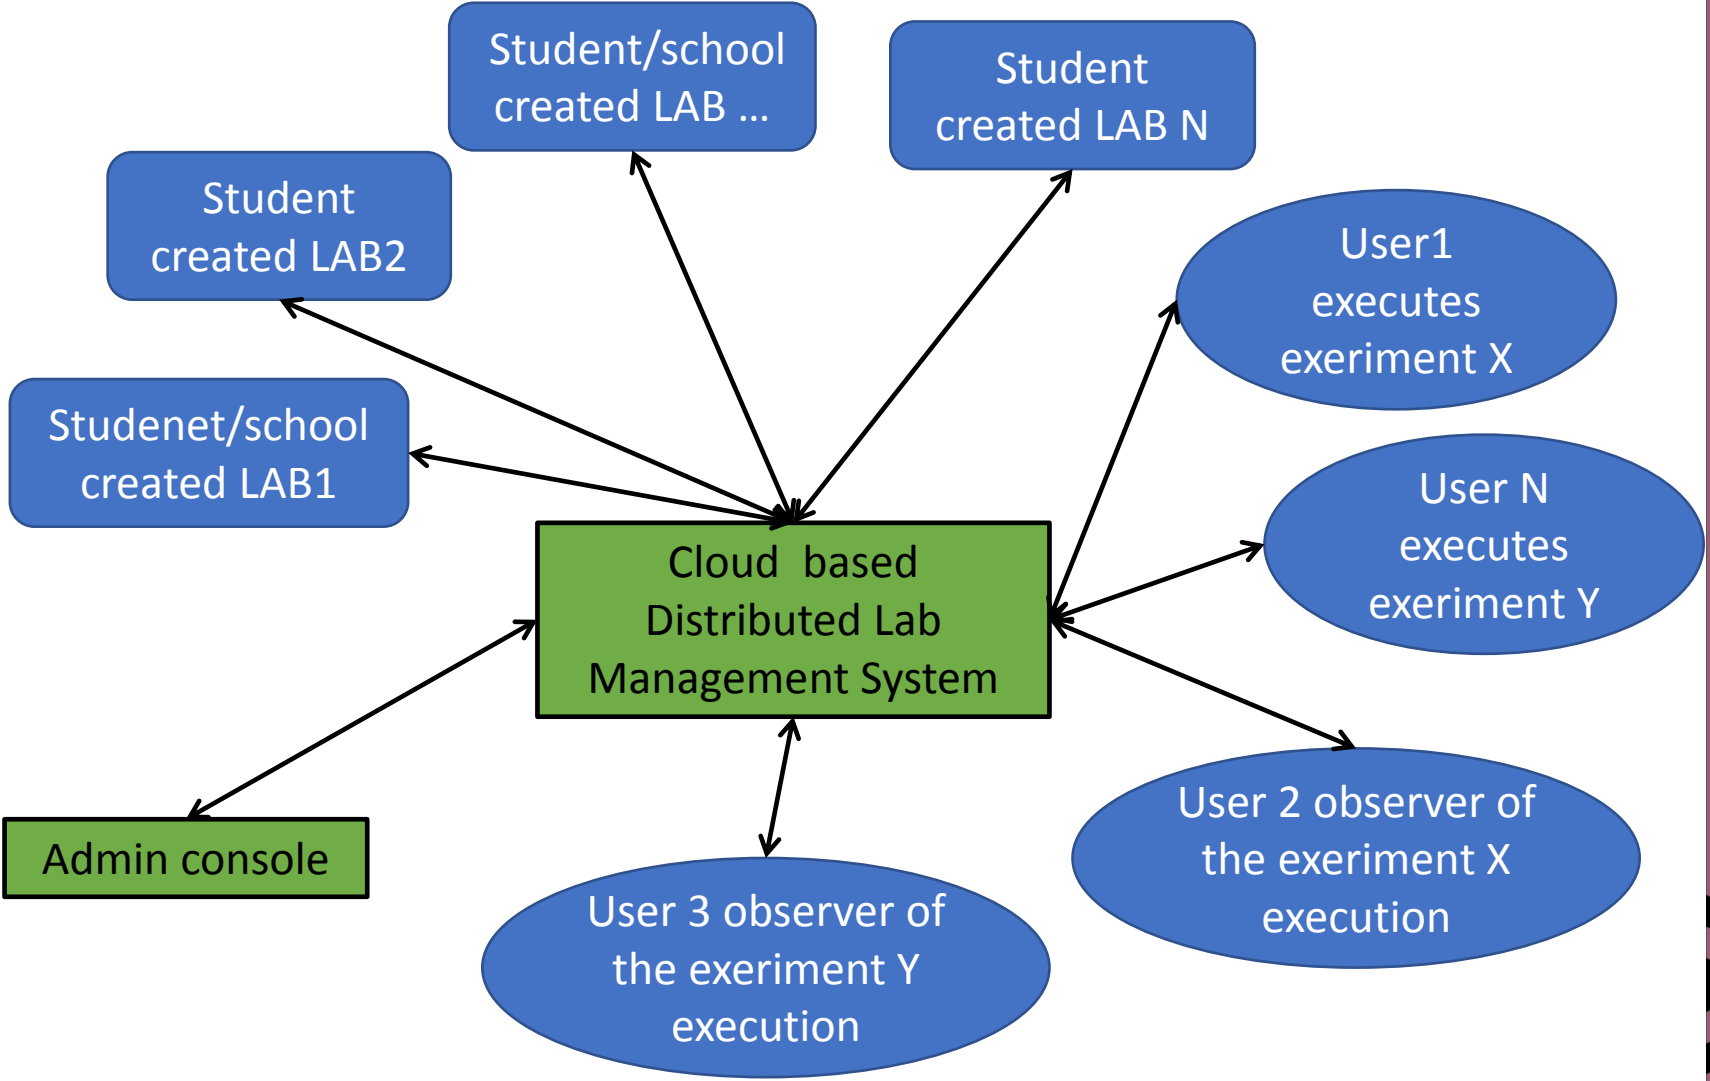 Student/school
created LAB ...
Student
created LAB N
Student
created LAB2
User1
executes
exeriment X
Studenet/school
created LAB1
User N
executes
exeriment Y
Cloud  based
Distributed Lab
Management System
User 2 observer of
the exeriment X
execution
Admin console
User 3 observer of
the exeriment Y
execution